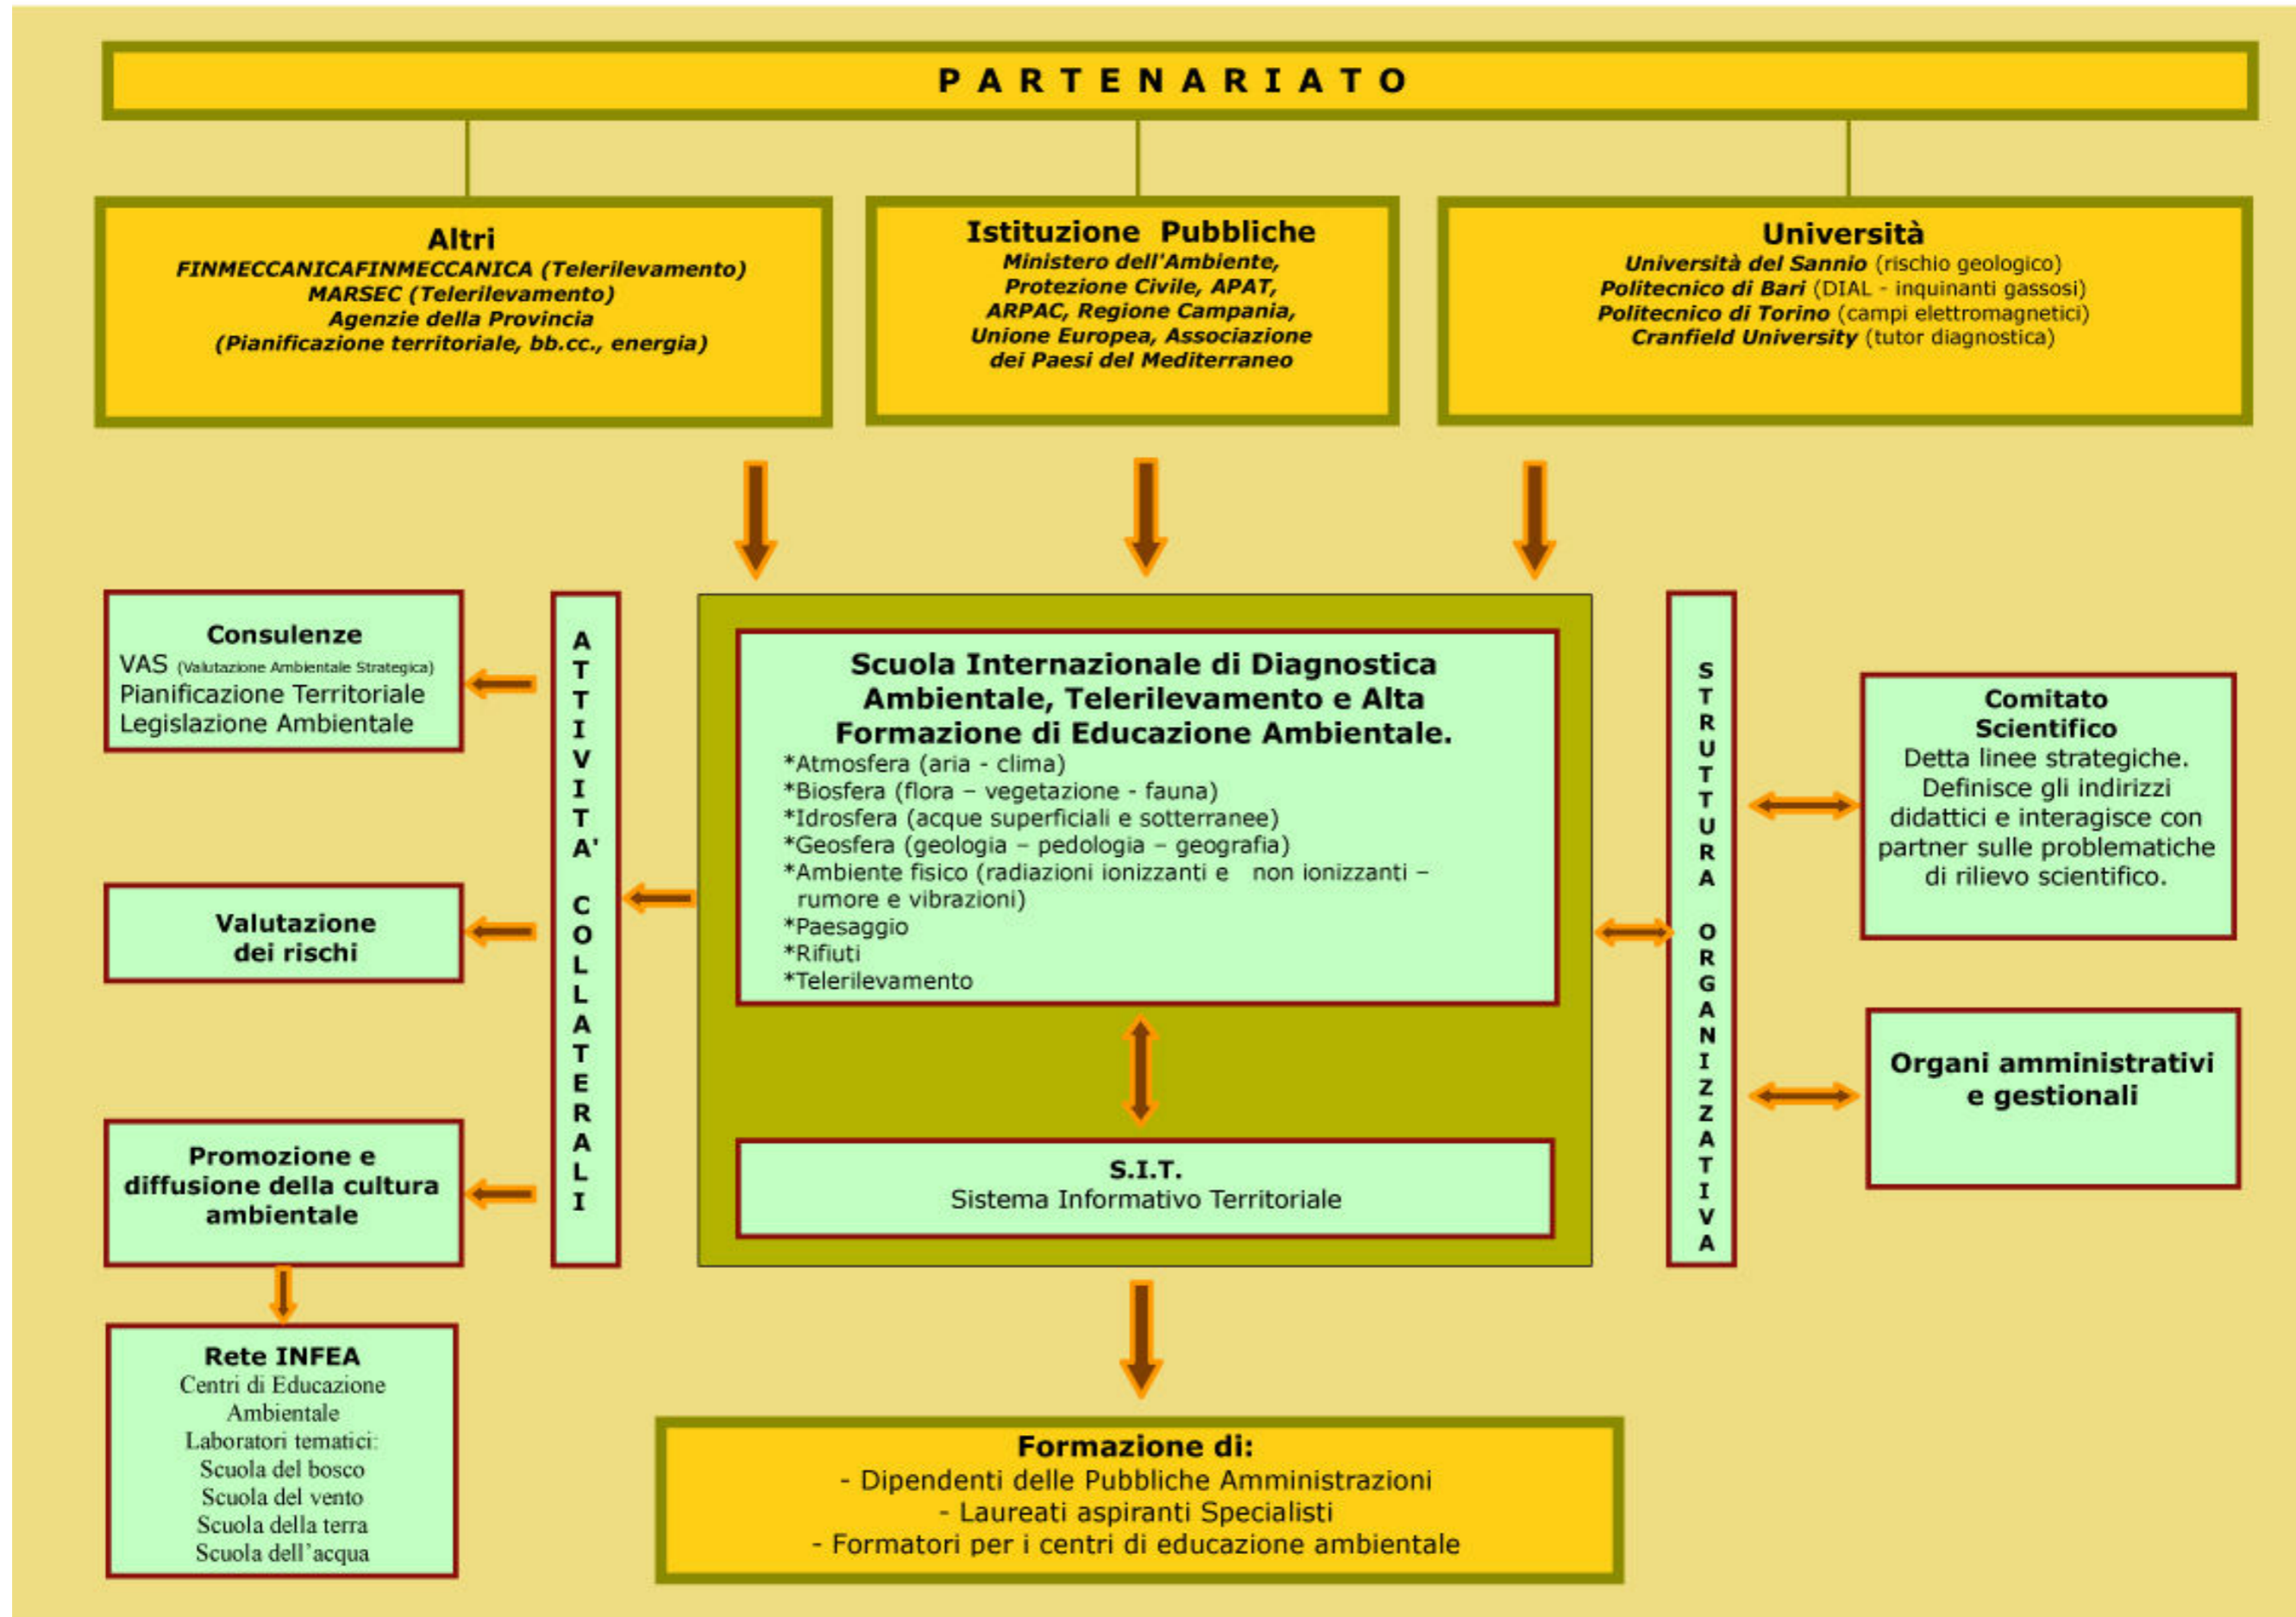 PARTENARIATO
Altri
FINMECCANICAFINMECCANICA (Telerilevamento)
MARSEC (Telerilevamento)
Agenzie della Provincia
(Pianificazione territoriale, bb.cc., energia)
Istituzione Pubbliche
Ministero dell'Ambiente,
Protezione Civile, APAT,
ARPAC, Regione Campania,
Unione Europea, Associazione
dei Paesi del Mediterraneo
Università
Università del Sannio (rischio geologico)
Politecnico di Bari (DIAL - inquinanti gassosi)
Politecnico di Torino (campi elettromagnetici)
Cranfield University (tutor diagnostica)
Consulenze
VAS (Valutazione Ambientale Strategica)
Pianificazione Territoriale
Legislazione Ambientale
Valutazione
dei rischi
Promozione e
diffusione della cultura
ambientale
Rete INFEA
Centri di Educazione
Ambientale
Laboratori tematici:
Scuola del bosco
Scuola del vento
Scuola della terra
Scuola dell'acqua
ATTIVITA' COLLATERALI
Scuola Internazionale di Diagnostica
Ambientale, Telerilevamento e Alta
Formazione di Educazione Ambientale.
*Atmosfera (aria - clima)
*Biosfera (flora – vegetazione - fauna)
*Idrosfera (acque superficiali e sotterranee)
*Geosfera (geologia – pedologia – geografia)
*Ambiente fisico (radiazioni ionizzanti e non ionizzanti –
rumore e vibrazioni)
*Paesaggio
*Rifiuti
*Telerilevamento
S.I.T.
Sistema Informativo Territoriale
STRUTTURA ORGANIZZATIVA
Comitato
Scientifico
Detta linee strategiche.
Definisce gli indirizzi
didattici e interagisce con
partner sulle problematiche
di rilievo scientifico.
Organi amministrativi
e gestionali
Formazione di:
- Dipendenti delle Pubbliche Amministrazioni
- Laureati aspiranti Specialisti
- Formatori per i centri di educazione ambientale